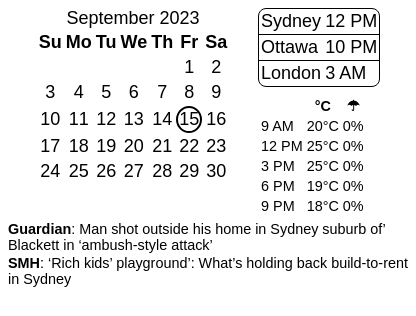 September 2023
Su Mo Tu We Th Fr Sa
1 2
3 4 5 6 7 8 9
10 11 12 13 14 15 16
17 18 19 20 21 22 23
24 25 26 27 28 29 30
Sydney 12 PM
Ottawa 10 PM
London 3 AM
°C ☂
9 AM 20°C 0%
12 PM 25°C 0%
3 PM 25°C 0%
6 PM 19°C 0%
9 PM 18°C 0%
Guardian: Man shot outside his home in Sydney suburb of’
Blackett in ‘ambush-style attack’
SMH: ‘Rich kids’ playground’: What’s holding back build-to-rent
in Sydney